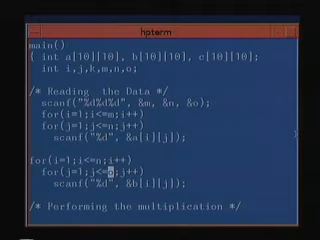 hpterm
main()
{ int a[10][10], b[10][10], c[10][10];
int i,j,k,m,n,o;
/* Reading the Data */
scanf("%d%d%d", &m, &n, &o);
for(i=1;i<=m;i++)
for(j=1;j<=n;j++)
scanf("%d", &a[i][j]);
for(i=1;i<=n;i++)
for(j=1;j<=o;j++)
scanf("%d", &b[i][j]);
/* Performing the multiplication */